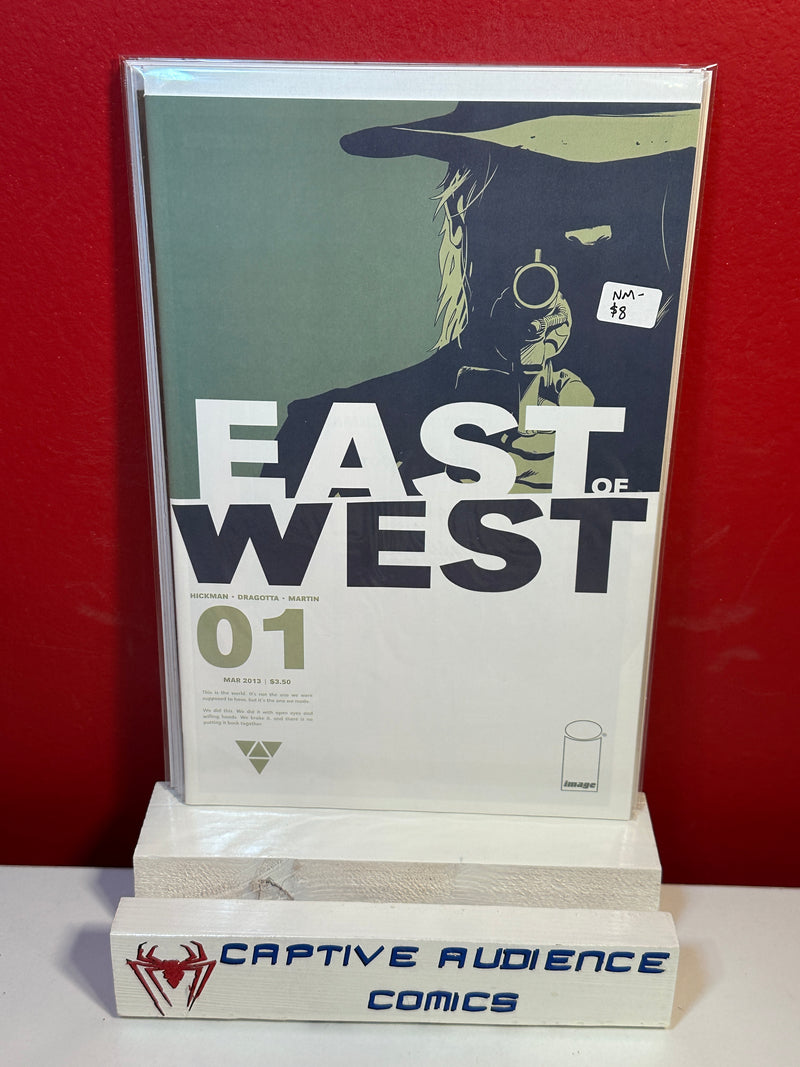 NM-
$8
EAST
OF
WEST
HICKMAN • DRAGOTTA • MARTIN
01
MAR 2013 | $3.50
This is the world. It's not the one we were
supposed to have, but it's the one we made.
We did this. We did it with open eyes and
willing hands. We broke it, and there is no
putting it back together.
image
CAPTIVE AUDIENCE
COMICS